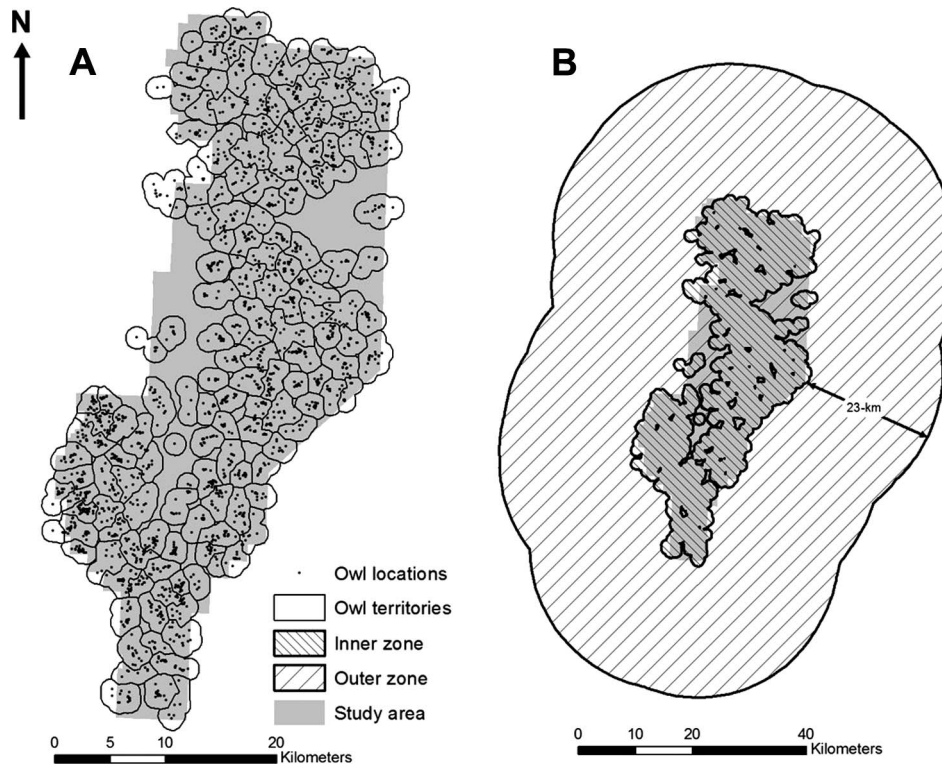 N
A
B
23-km
Owl locations
Owl territories
Inner zone
Outer zone
Study area
0 5 10 20
Kilometers
0 10 20 40
Kilometers